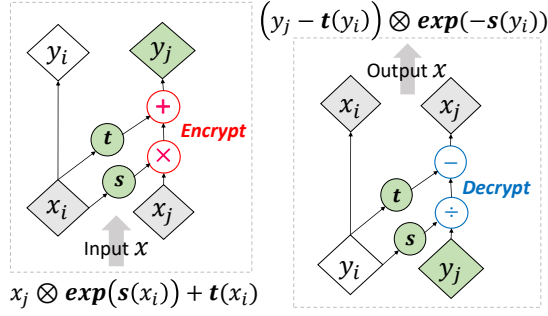 (y_j − t(y_i)) ⊗ exp(−s(y_i))
y_i
y_j
+
Encrypt
t
×
s
x_i
x_j
Input x
x_j ⊗ exp(s(x_i)) + t(x_i)
Output x
x_i
x_j
−
Decrypt
t
÷
s
y_i
y_j